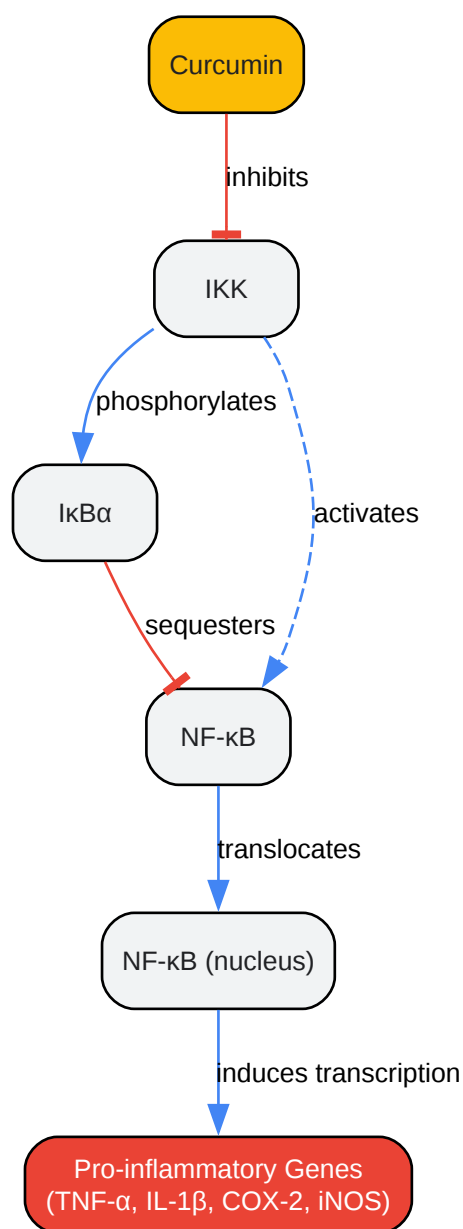 Curcumin
inhibits
IKK
phosphorylates
IκBα
activates
sequesters
NF-κB
translocates
NF-κB (nucleus)
induces transcription
Pro-inflammatory Genes
(TNF-α, IL-1β, COX-2, iNOS)